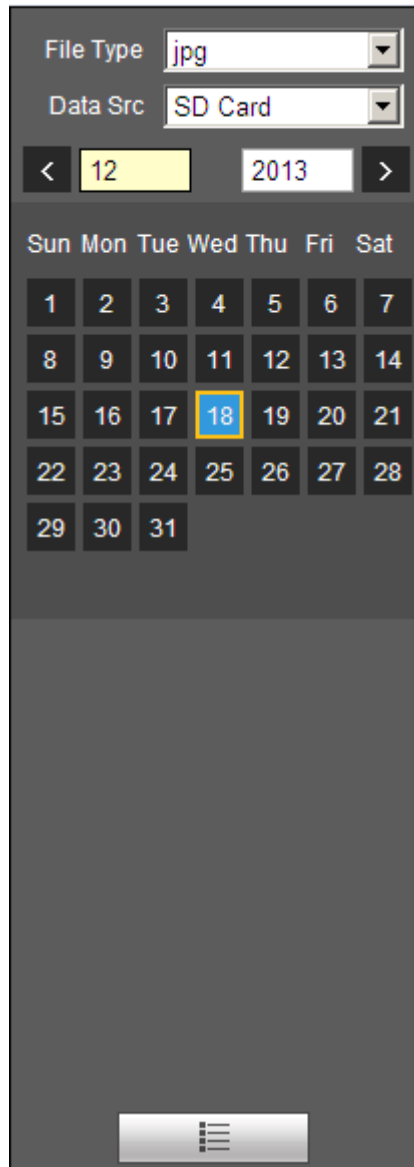 File Type jpg
Data Src SD Card
< 12 2013 >
Sun Mon Tue Wed Thu Fri Sat
1 2 3 4 5 6 7
8 9 10 11 12 13 14
15 16 17 18 19 20 21
22 23 24 25 26 27 28
29 30 31